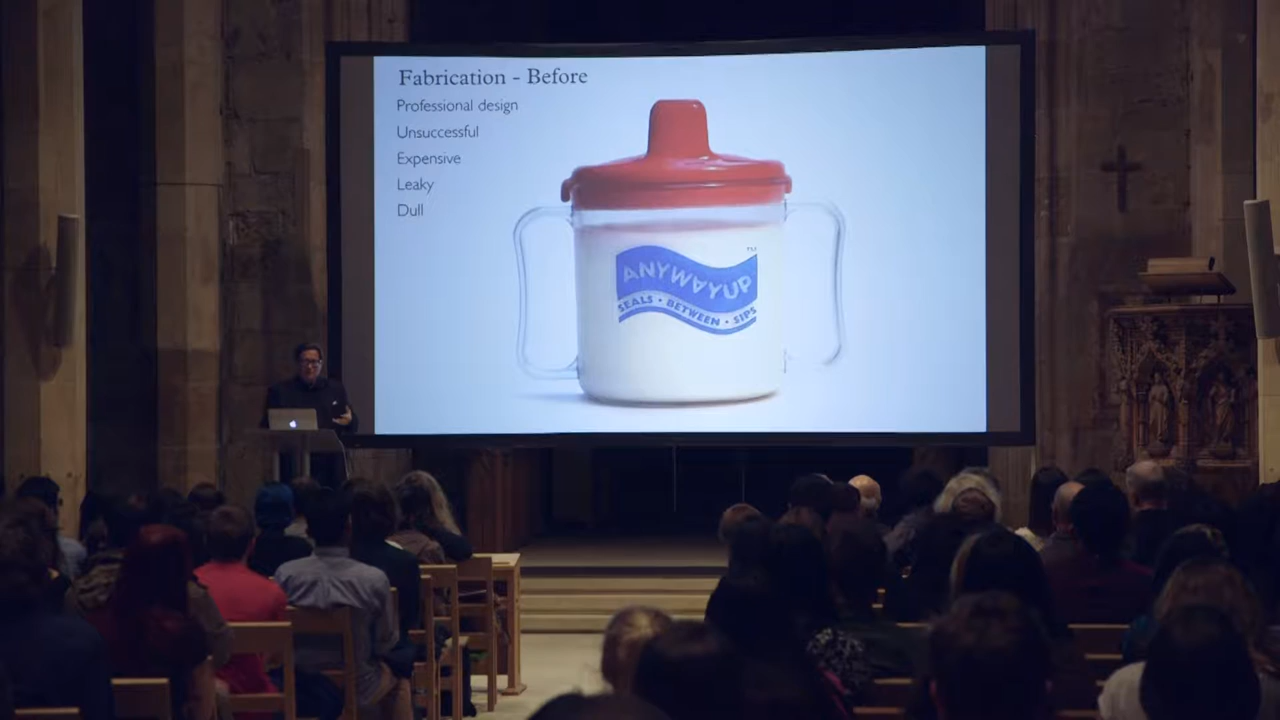 Fabrication - Before
Professional design
Unsuccessful
Expensive
Leaky
Dull
ANYWAYUP
SEALS • BETWEEN • SIPS